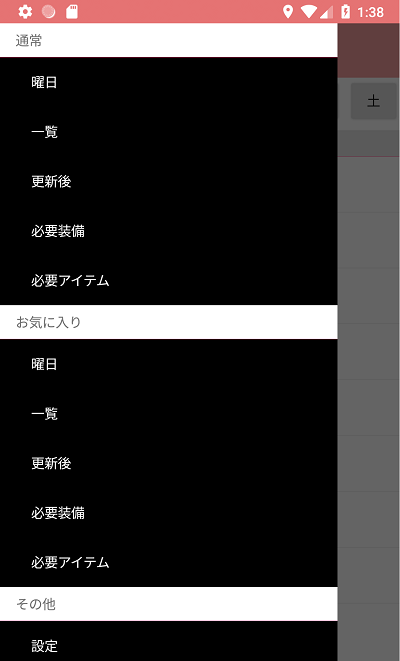 1:38
通常
土
曜日
一覧
更新後
必要装備
必要アイテム
お気に入り
曜日
一覧
更新後
必要装備
必要アイテム
その他
設定